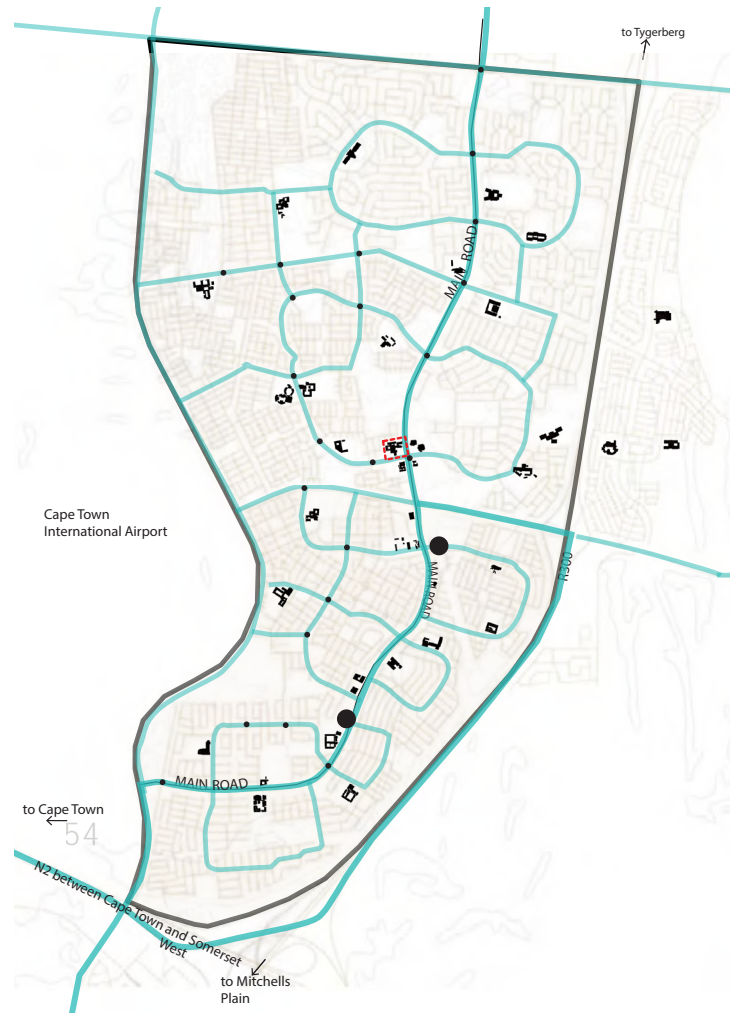 to Tygerberg
MAIN ROAD
Cape Town
International Airport
R300
MAIN ROAD
MAIN ROAD
to Cape Town
54
N2 between Cape Town and Somerset
West
to Mitchells
Plain